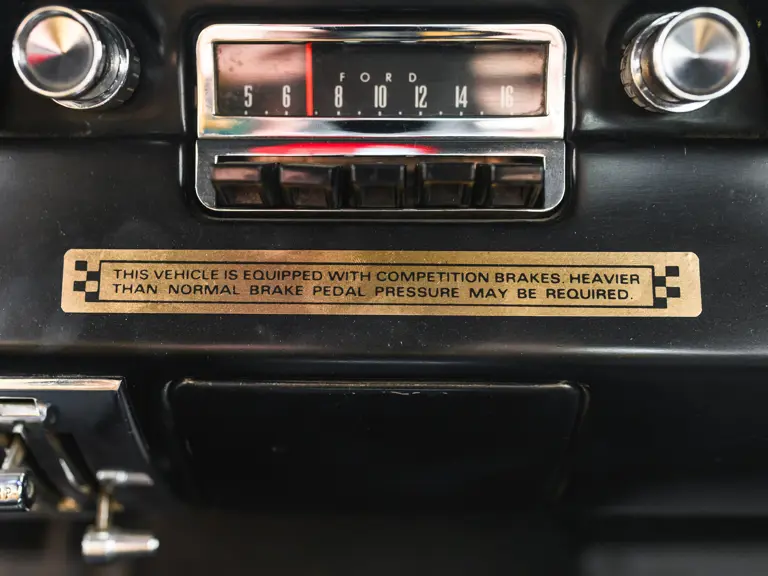 FORD
5 6 8 10 12 14 16
THIS VEHICLE IS EQUIPPED WITH COMPETITION BRAKES. HEAVIER
THAN NORMAL BRAKE PEDAL PRESSURE MAY BE REQUIRED.